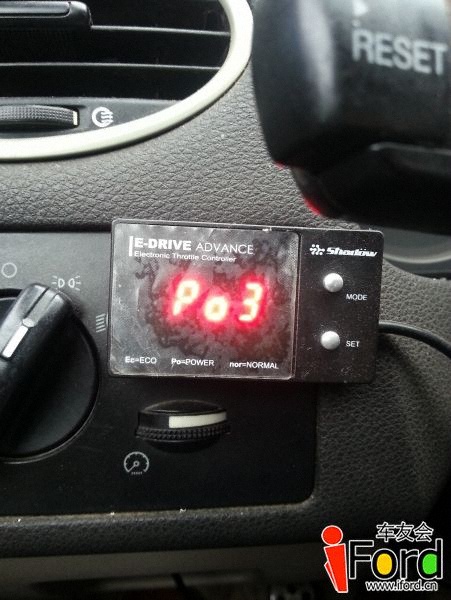 RESET
E-DRIVE ADVANCE
Electronic Throttle Controller
Shadow
Po3
MODE
SET
Ec=ECO Po=POWER nor=NORMAL
车友会
iFord
www.iford.cn